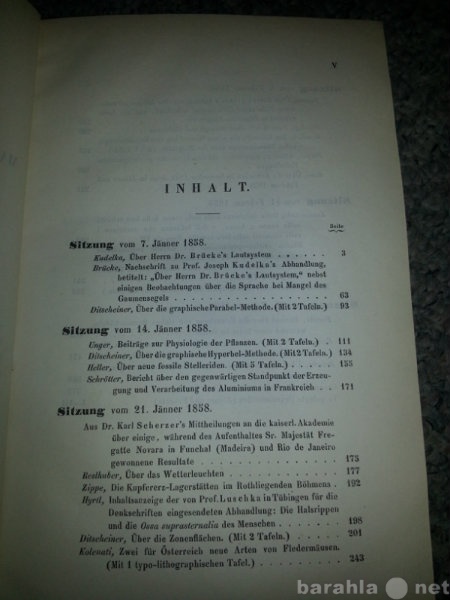 V
INHALT.
Seite
Sitzung vom 7. Jänner 1858.
Kudelka, Über Herrn Dr. Brücke's Lautsystem . . . . . . 3
Brücke, Nachschrift zu Prof. Joseph Kudelka's Abhandlung,
betitelt: „Über Herrn Dr. Brücke's Lautsystem," nebst
einigen Beobachtungen über die Sprache bei Mangel des
Gaumensegels . . . . . . . . . . 63
Ditscheiner, Über die graphische Parabel-Methode. (Mit 2 Tafeln.) 93
Sitzung vom 14. Jänner 1858.
Unger, Beiträge zur Physiologie der Pflanzen. (Mit 2 Tafeln.) . 111
Ditscheiner, Über die graphische Hyperbel-Methode. (Mit 2 Tafeln.) 134
Heller, Über neue fossile Stelleriden. (Mit 5 Tafeln.) . . . . 155
Schrötter, Bericht über den gegenwärtigen Standpunkt der Erzeu-
gung und Verarbeitung des Aluminiums in Frankreich . . 171
Sitzung vom 21. Jänner 1858.
Aus Dr. Karl Scherzer's Mittheilungen an die kaiserl. Akademie
über einige, während des Aufenthaltes Sr. Majestät Fre-
gatte Novara in Funchal (Madeira) und Rio de Janeiro
gewonnene Resultate . . . . . . . . . 175
Reslhuber, Über das Wetterleuchten . . . . . . . 177
Zippe, Die Kupfererz-Lagerstätten im Rothliegenden Böhmens . 192
Hyrtl, Inhaltsanzeige der von Prof. Luschka in Tübingen für die
Denkschriften eingesendeten Abhandlung: Die Halsrippen
und die Ossa suprasternalia des Menschen . . . . . . 198
Ditscheiner, Über die Zonenflächen. (Mit 2 Tafeln.) . . . . 201
Kolenati, Zwei für Österreich neue Arten von Fledermäusen.
(Mit 1 typo-lithographischen Tafel.) . . . . . . . 243
barahla.net